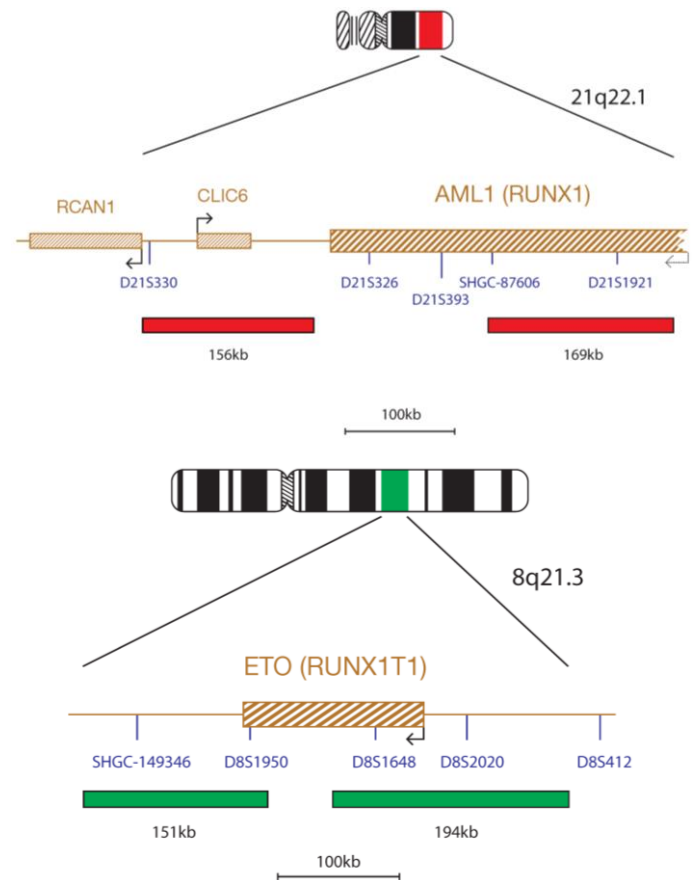 21q22.1
AML1 (RUNX1)
CLIC6
RCAN1
D21S330
D21S326
SHGC-87606
D21S1921
D21S393
156kb
169kb
100kb
8q21.3
ETO (RUNX1T1)
SHGC-149346
D8S1950
D8S1648
D8S2020
D8S412
151kb
194kb
100kb